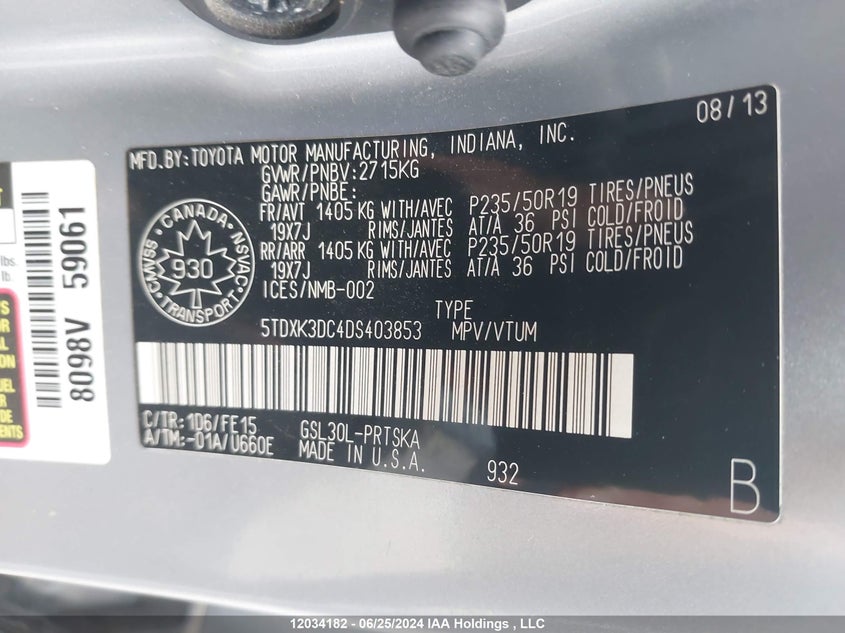 08/13
MFD.BY:TOYOTA MOTOR MANUFACTURING, INDIANA, INC.
GVWR/PNBV:2715KG
GAWR/PNBE:
FR/AVT 1405 KG WITH/AVEC P235/50R19 TIRES/PNEUS
19X7J RIMS/JANTES AT/A 36 PSI COLD/FROID
RR/ARR 1405 KG WITH/AVEC P235/50R19 TIRES/PNEUS
19X7J RIMS/JANTES AT/A 36 PSI COLD/FROID
ICES/NMB-002
CANADA
CMVSS 930 NSVAC
TRANSPORT
TYPE
5TDXK3DC4DS403853 MPV/VTUM
C/TR:1D6/FE15 GSL30L-PRTSKA
A/TM:-01A/U660E MADE IN U.S.A.
932
B
8098V 59061
lbs.
lb.
12034182 - 06/25/2024 IAA Holdings , LLC